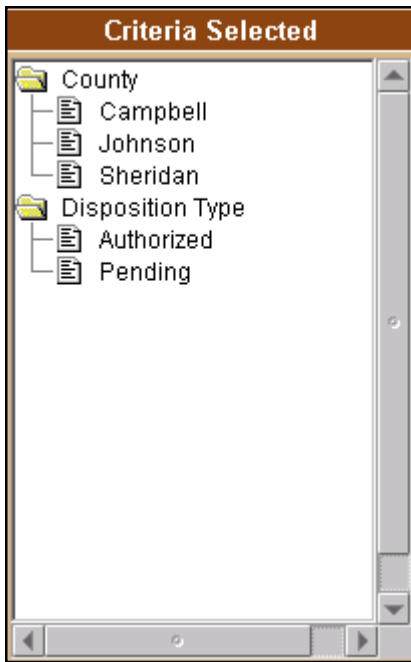 Criteria Selected
County
Campbell
Johnson
Sheridan
Disposition Type
Authorized
Pending